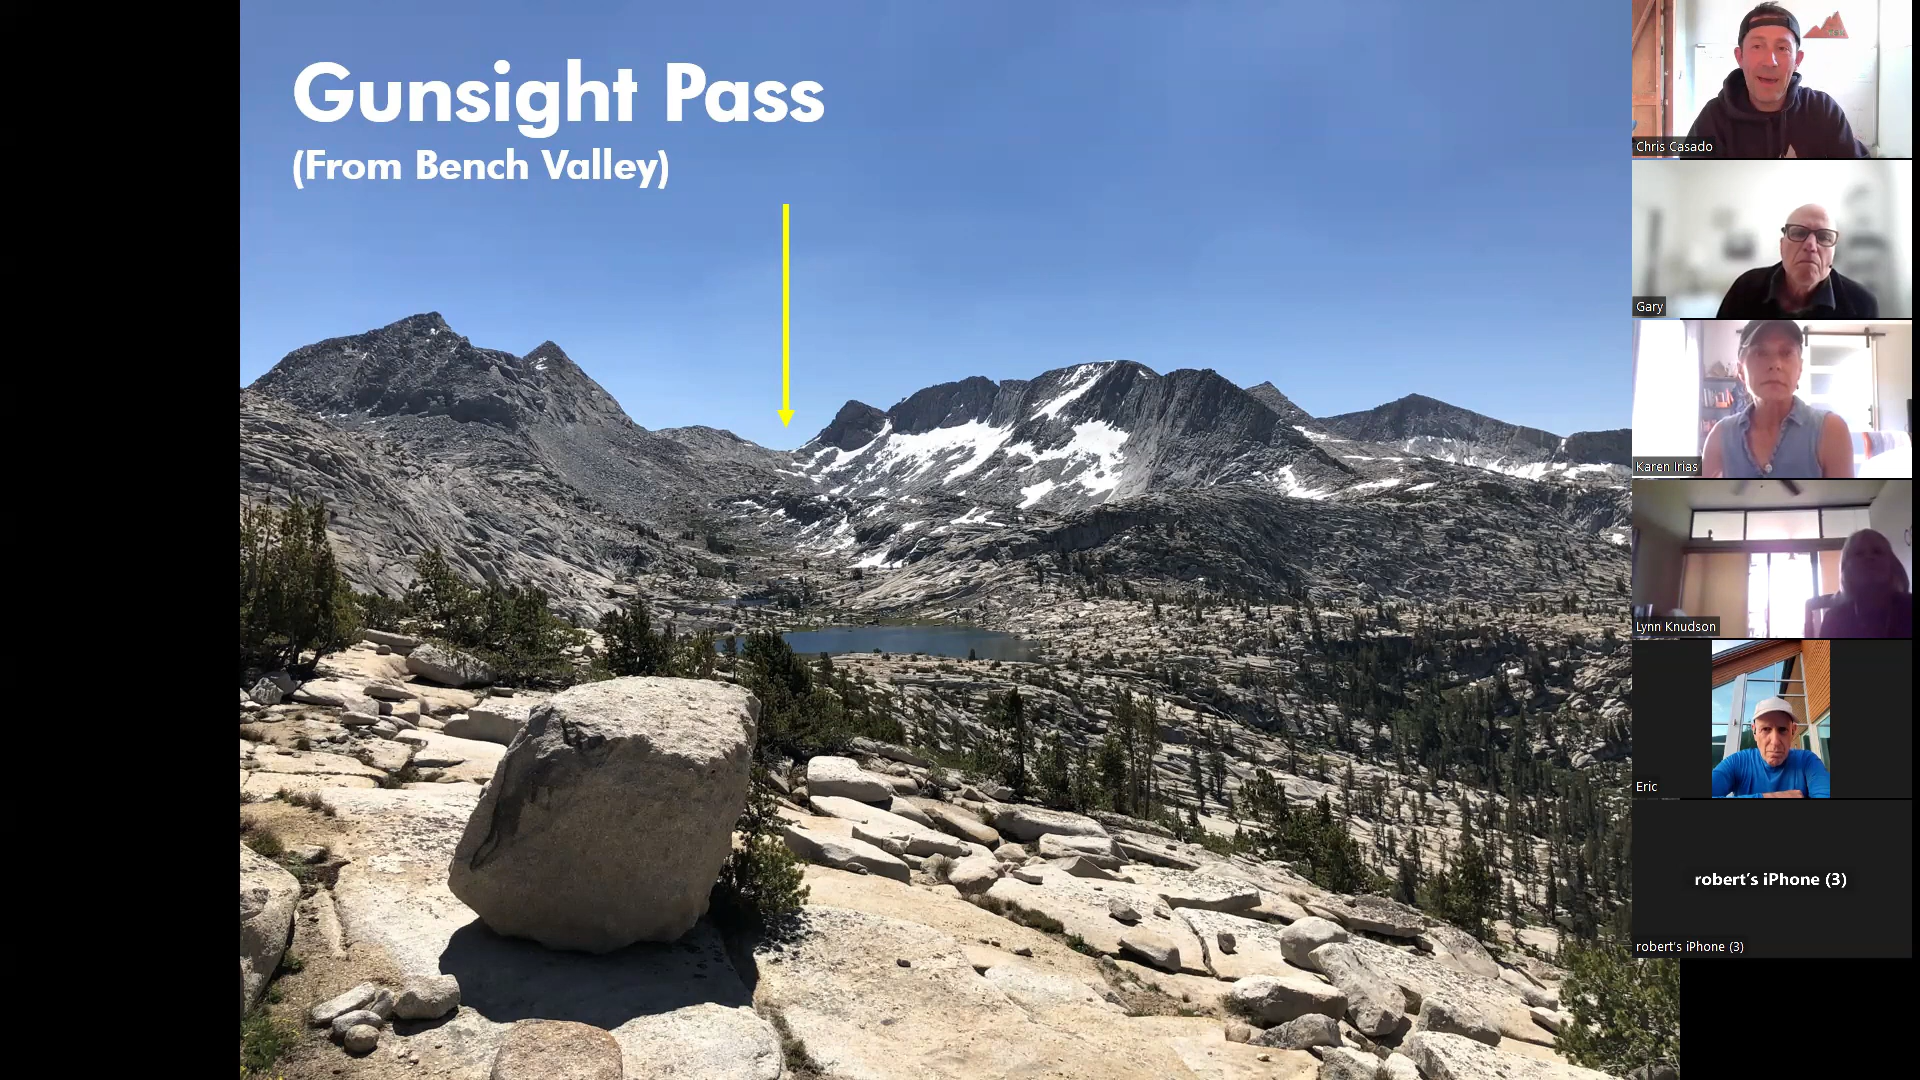 Gunsight Pass
(From Bench Valley)
Chris Casado
Gary
Karen Irias
Lynn Knudson
Eric
robert's iPhone (3)
robert's iPhone (3)